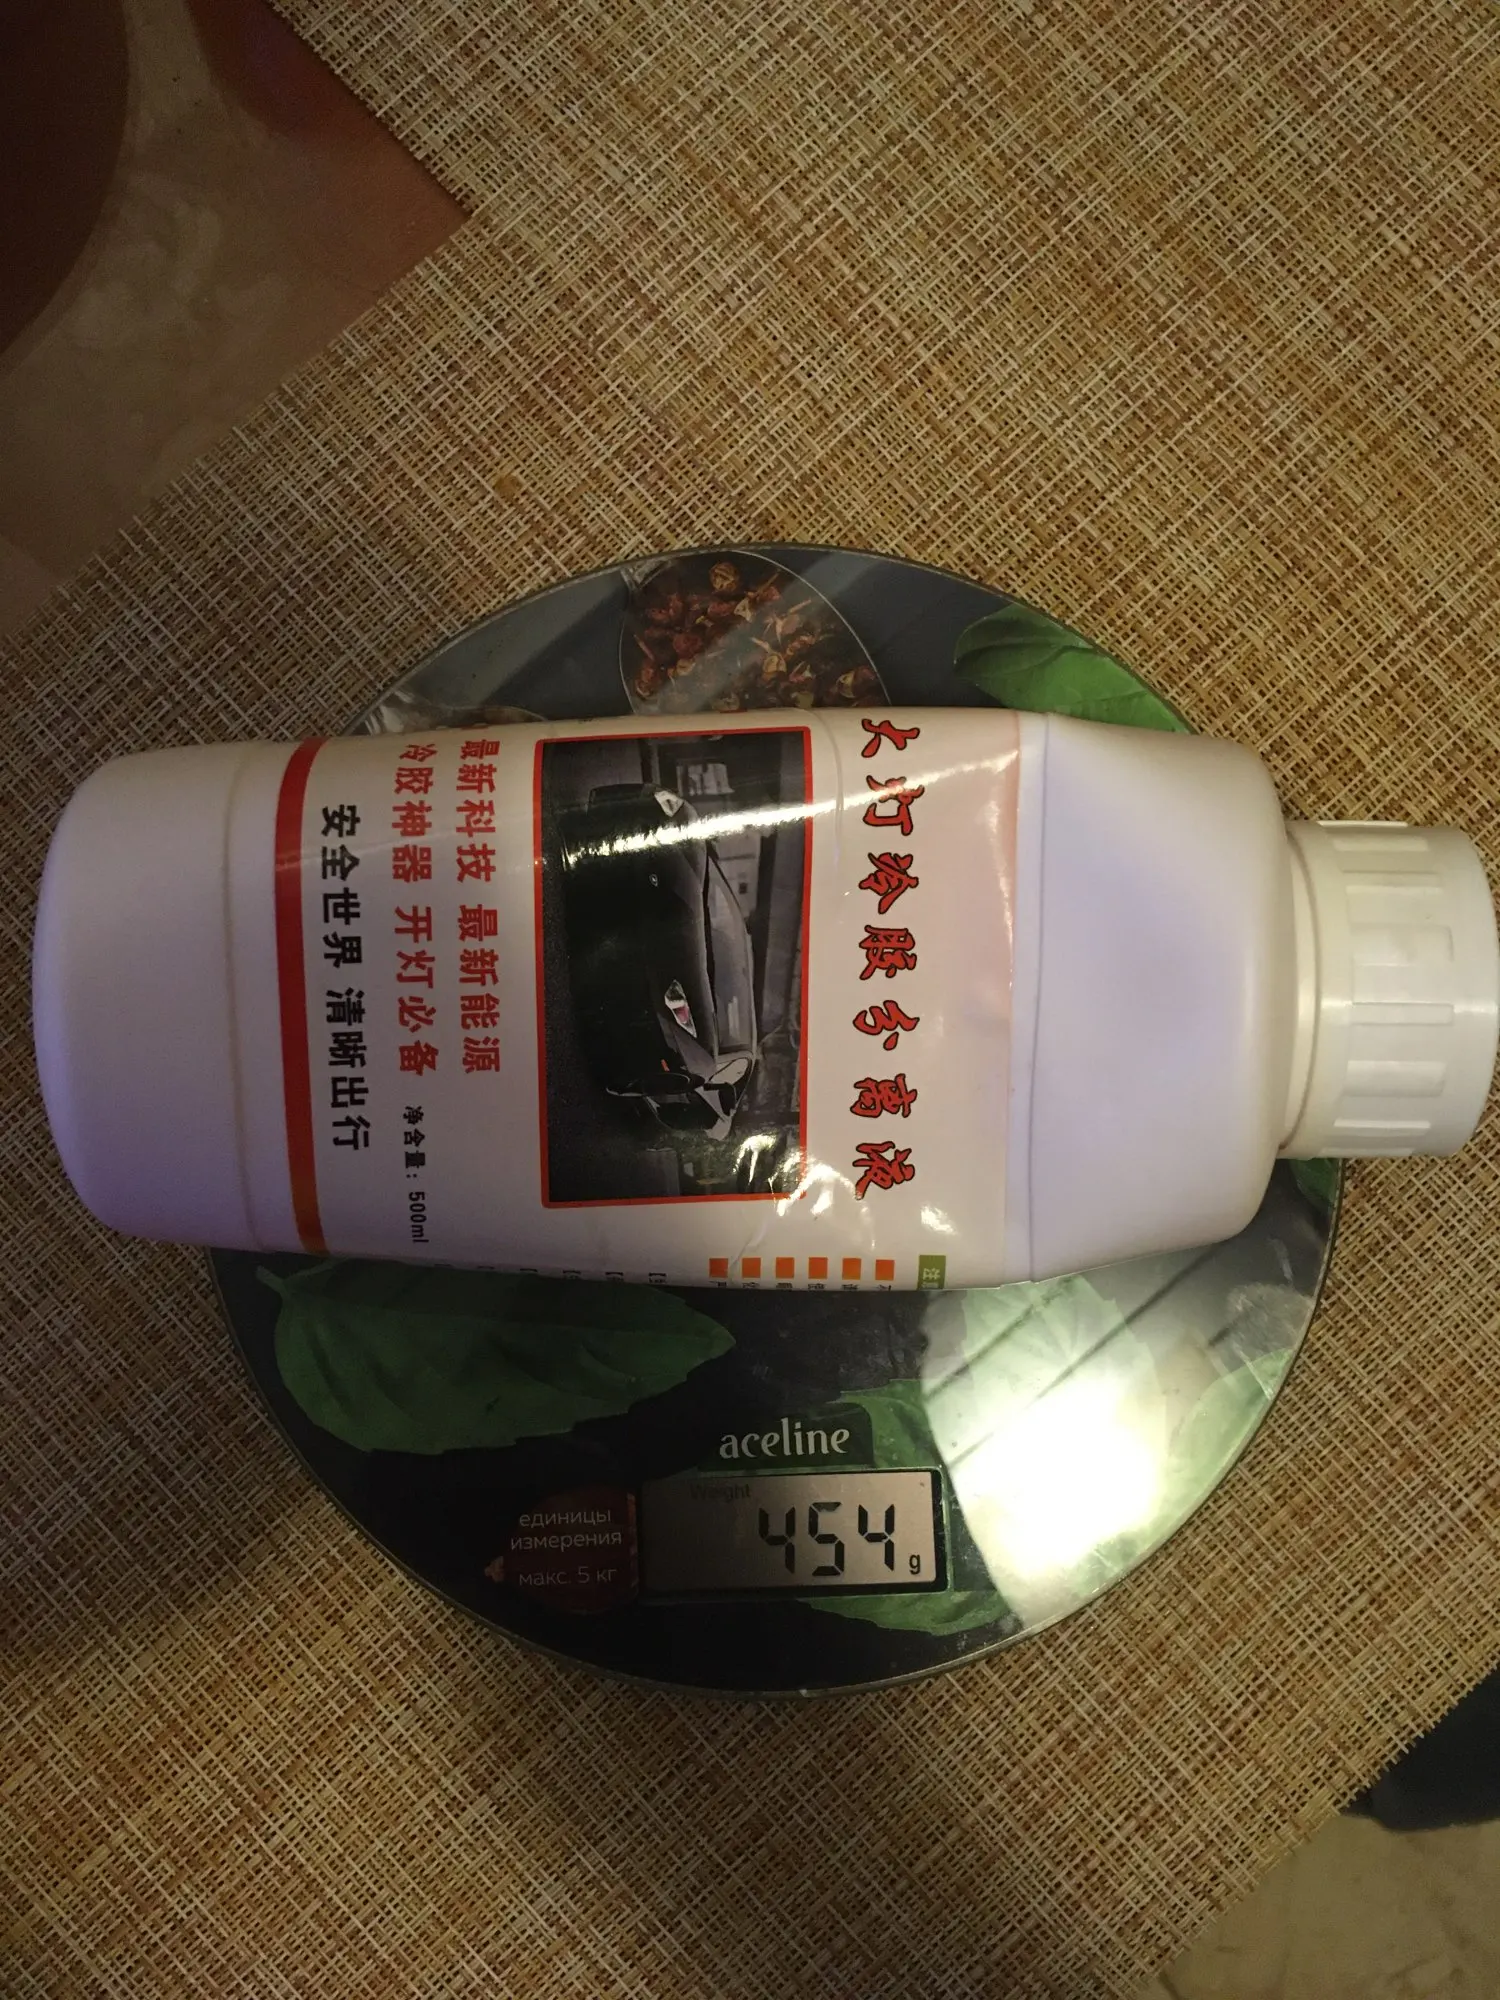 大灯冷胶分离液
最新科技 最新能源
冷胶神器 开灯必备
净含量：500ml
安全世界 清晰出行
aceline
Weight
454 g
единицы
измерения
макс. 5 кг